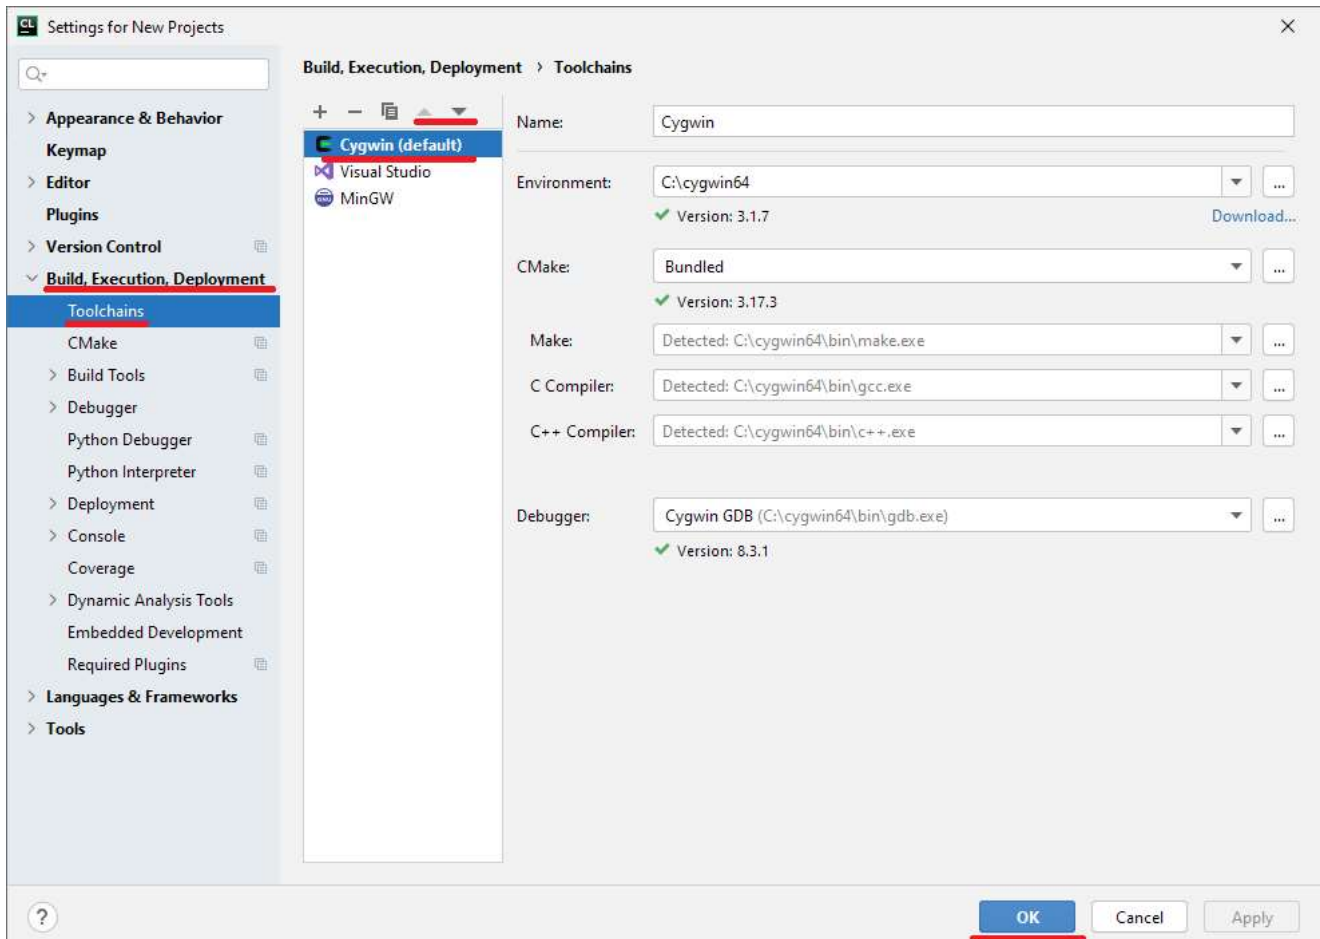 CL Settings for New Projects
Build, Execution, Deployment › Toolchains
Appearance & Behavior
Keymap
Editor
Plugins
Version Control
Build, Execution, Deployment
Toolchains
CMake
Build Tools
Debugger
Python Debugger
Python Interpreter
Deployment
Console
Coverage
Dynamic Analysis Tools
Embedded Development
Required Plugins
Languages & Frameworks
Tools
Cygwin (default)
Visual Studio
MinGW
Name: Cygwin
Environment: C:\cygwin64 ...
Version: 3.1.7 Download...
CMake: Bundled ...
Version: 3.17.3
Make: Detected: C:\cygwin64\bin\make.exe ...
C Compiler: Detected: C:\cygwin64\bin\gcc.exe ...
C++ Compiler: Detected: C:\cygwin64\bin\c++.exe ...
Debugger: Cygwin GDB (C:\cygwin64\bin\gdb.exe) ...
Version: 8.3.1
? OK Cancel Apply